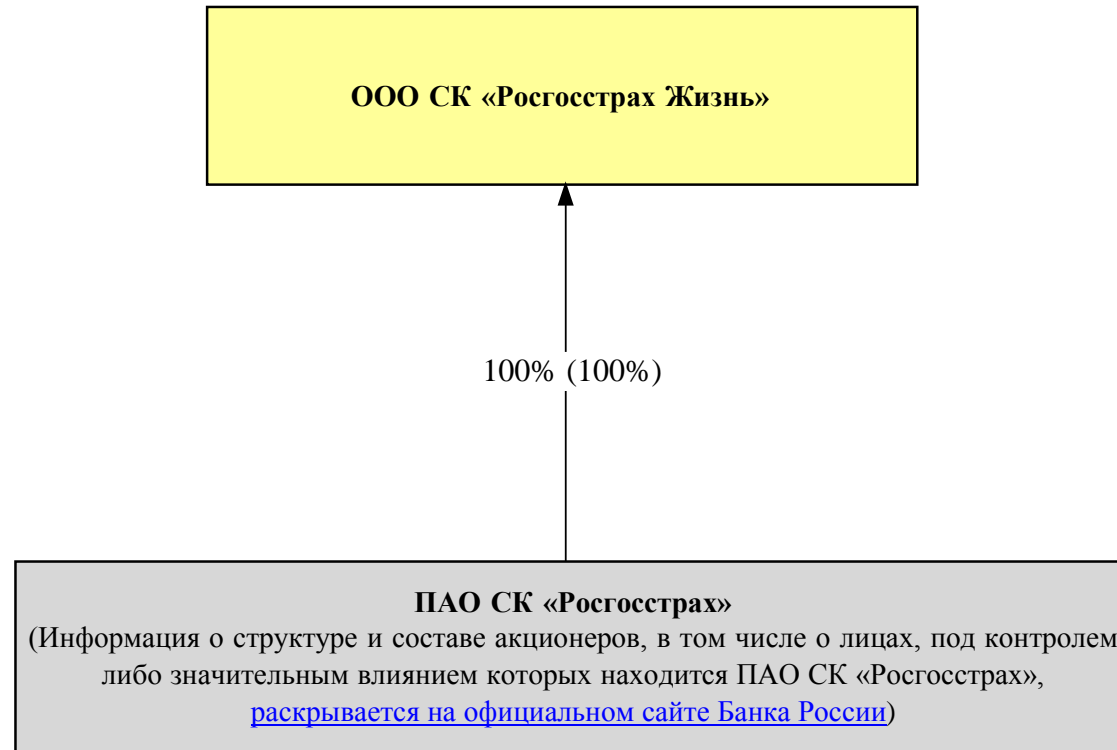 ООО СК «Росгосстрах Жизнь»
100% (100%)
ПАО СК «Росгосстрах»
(Информация о структуре и составе акционеров, в том числе о лицах, под контролем
либо значительным влиянием которых находится ПАО СК «Росгосстрах»,
раскрывается на официальном сайте Банка России)